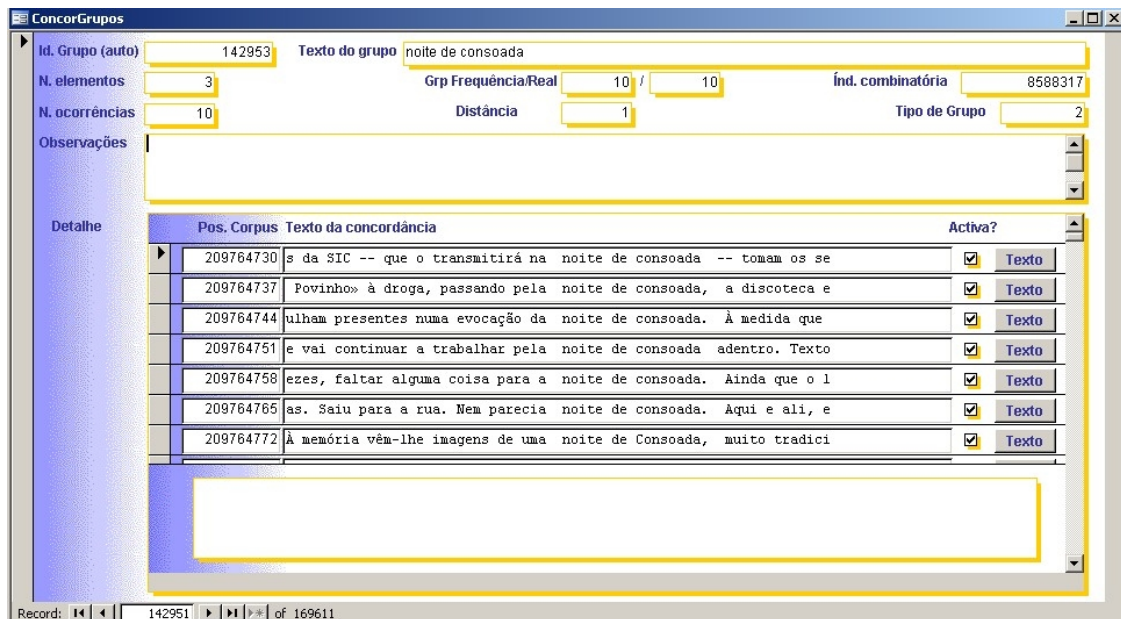 ConcorGrupos
Id. Grupo (auto) 142953 Texto do grupo noite de consoada
N. elementos 3 Grp Frequência/Real 10 / 10 Índ. combinatória 8588317
N. ocorrências 10 Distância 1 Tipo de Grupo 2
Observações
Detalhe
Pos. Corpus Texto da concordância Activa?
209764730 s da SIC -- que o transmitirá na noite de consoada -- tomam os se Texto
209764737 Povinho» à droga, passando pela noite de consoada, a discoteca e Texto
209764744 ulham presentes numa evocação da noite de consoada. À medida que Texto
209764751 e vai continuar a trabalhar pela noite de consoada adentro. Texto Texto
209764758 ezes, faltar alguma coisa para a noite de consoada. Ainda que o l Texto
209764765 as. Saiu para a rua. Nem parecia noite de consoada. Aqui e ali, e Texto
209764772 À memória vêm-lhe imagens de uma noite de Consoada, muito tradici Texto
Record: 142951 of 169611